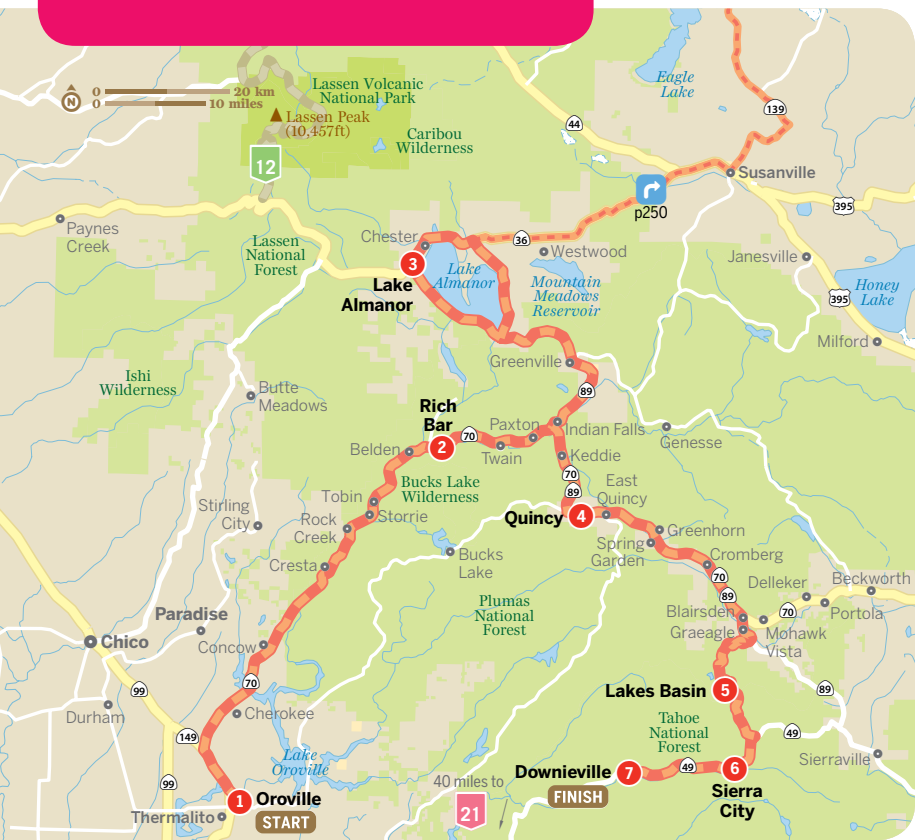 Eagle
Lake
0 20 km
N
0 10 miles
Lassen Volcanic
National Park
Lassen Peak
(10,457ft)
139
44
Caribou
Wilderness
12
Susanville
p250
395
Paynes
Creek
Chester
36
Westwood
Lassen
National
Forest
3
Lake
Almanor
Lake
Almanor
Mountain
Meadows
Reservoir
Janesville
Honey
Lake
395
Milford
Greenville
Ishi
Wilderness
Butte
Meadows
89
Rich
Bar
2
70
Paxton
Indian Falls
Genesse
Belden
Twain
Keddie
70
89
Bucks Lake
Wilderness
East
Quincy
Tobin
Storrie
Stirling
City
Rock
Creek
Quincy
4
Greenhorn
Spring
Garden
Cresta
Bucks
Lake
Cromberg
70
89
Delleker
Beckworth
Plumas
National
Forest
Paradise
Blairsden
70
Portola
Graeagle
Mohawk
Vista
Chico
Concow
70
99
Lakes Basin
5
89
Durham
Cherokee
Tahoe
National
Forest
49
149
Lake
Oroville
Sierraville
99
40 miles to
21
Downieville
7
49
6
FINISH
Sierra
City
1
Oroville
START
Thermalito